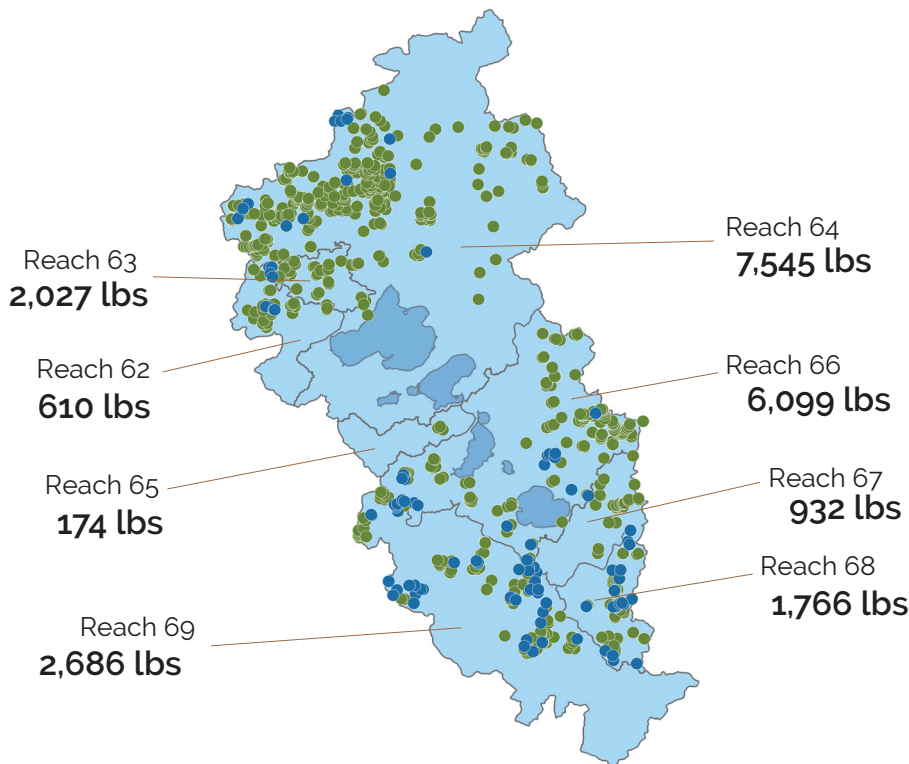 Reach 64
7,545 lbs
Reach 63
2,027 lbs
Reach 62
610 lbs
Reach 66
6,099 lbs
Reach 65
174 lbs
Reach 67
932 lbs
Reach 68
1,766 lbs
Reach 69
2,686 lbs